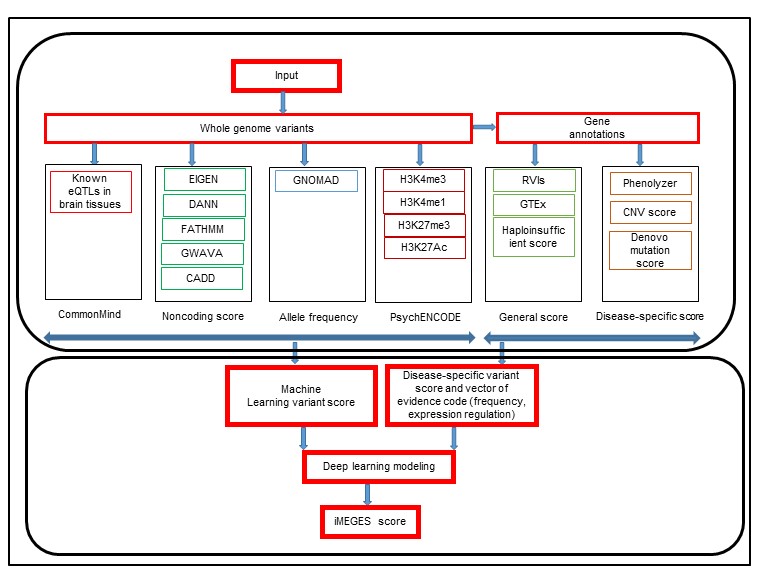 Input
Whole genome variants
Gene
annotations
Known
eQTLs in
brain tissues
EIGEN
DANN
FATHMM
GWAVA
CADD
GNOMAD
H3K4me3
H3K4me1
H3K27me3
H3K27Ac
RVIs
GTEx
Haploinsuffic
ient score
Phenolyzer
CNV score
Denovo
mutation
score
CommonMind
Noncoding score
Allele frequency
PsychENCODE
General score
Disease-specific score
Machine
Learning variant score
Disease-specific variant
score and vector of
evidence code (frequency,
expression regulation)
Deep learning modeling
iMEGES score